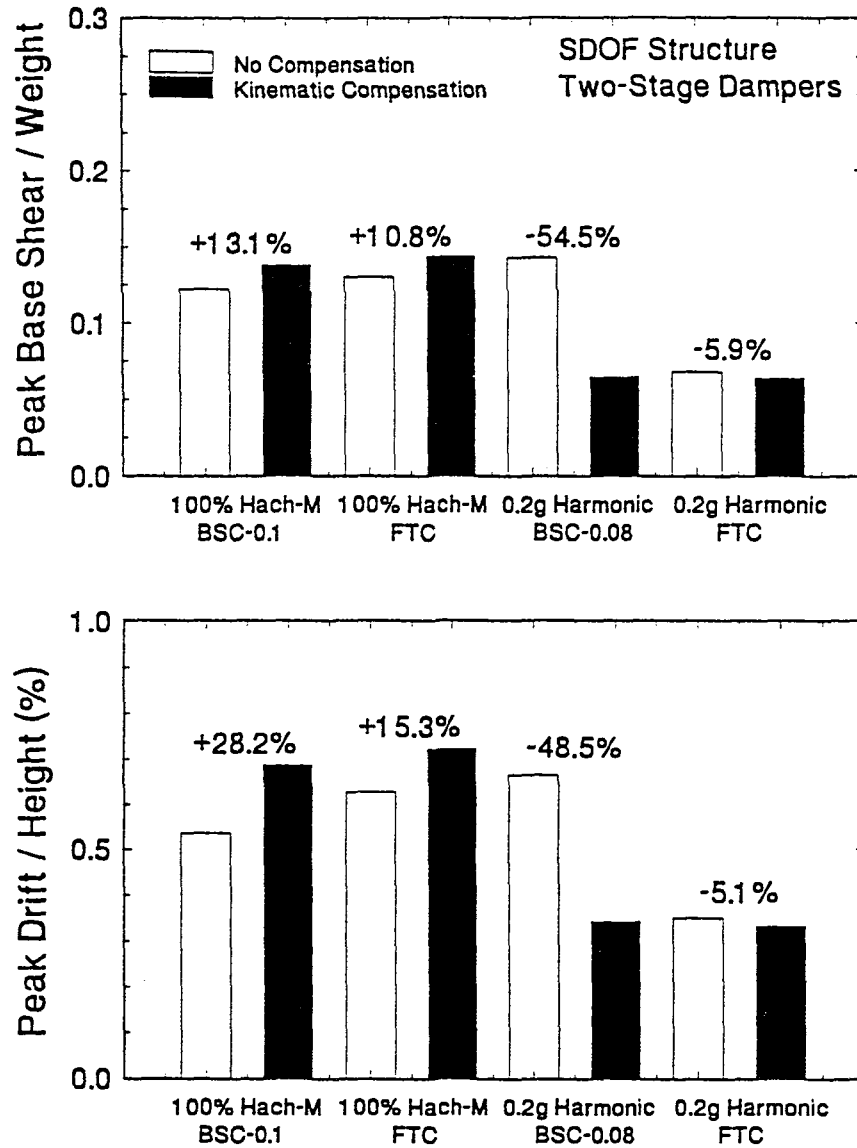 0.3
No Compensation
Kinematic Compensation
SDOF Structure
Two-Stage Dampers
Peak Base Shear / Weight
0.2
+13.1%
+10.8%
-54.5%
0.1
-5.9%
0.0
100% Hach-M
BSC-0.1
100% Hach-M
FTC
0.2g Harmonic
BSC-0.08
0.2g Harmonic
FTC
1.0
Peak Drift / Height (%)
+28.2%
+15.3%
-48.5%
0.5
-5.1%
0.0
100% Hach-M
BSC-0.1
100% Hach-M
FTC
0.2g Harmonic
BSC-0.08
0.2g Harmonic
FTC